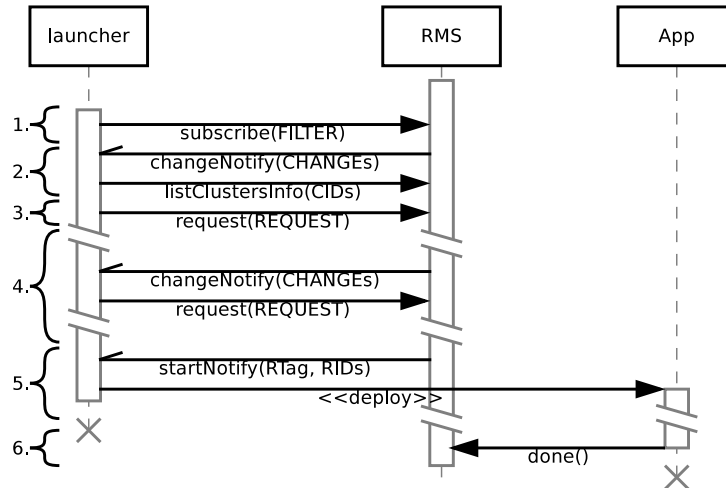 launcher RMS App
1. subscribe(FILTER)
2. changeNotify(CHANGEs)
listClustersInfo(CIDs)
3. request(REQUEST)
4. changeNotify(CHANGEs)
request(REQUEST)
5. startNotify(RTag, RIDs)
<<deploy>>
6. done()